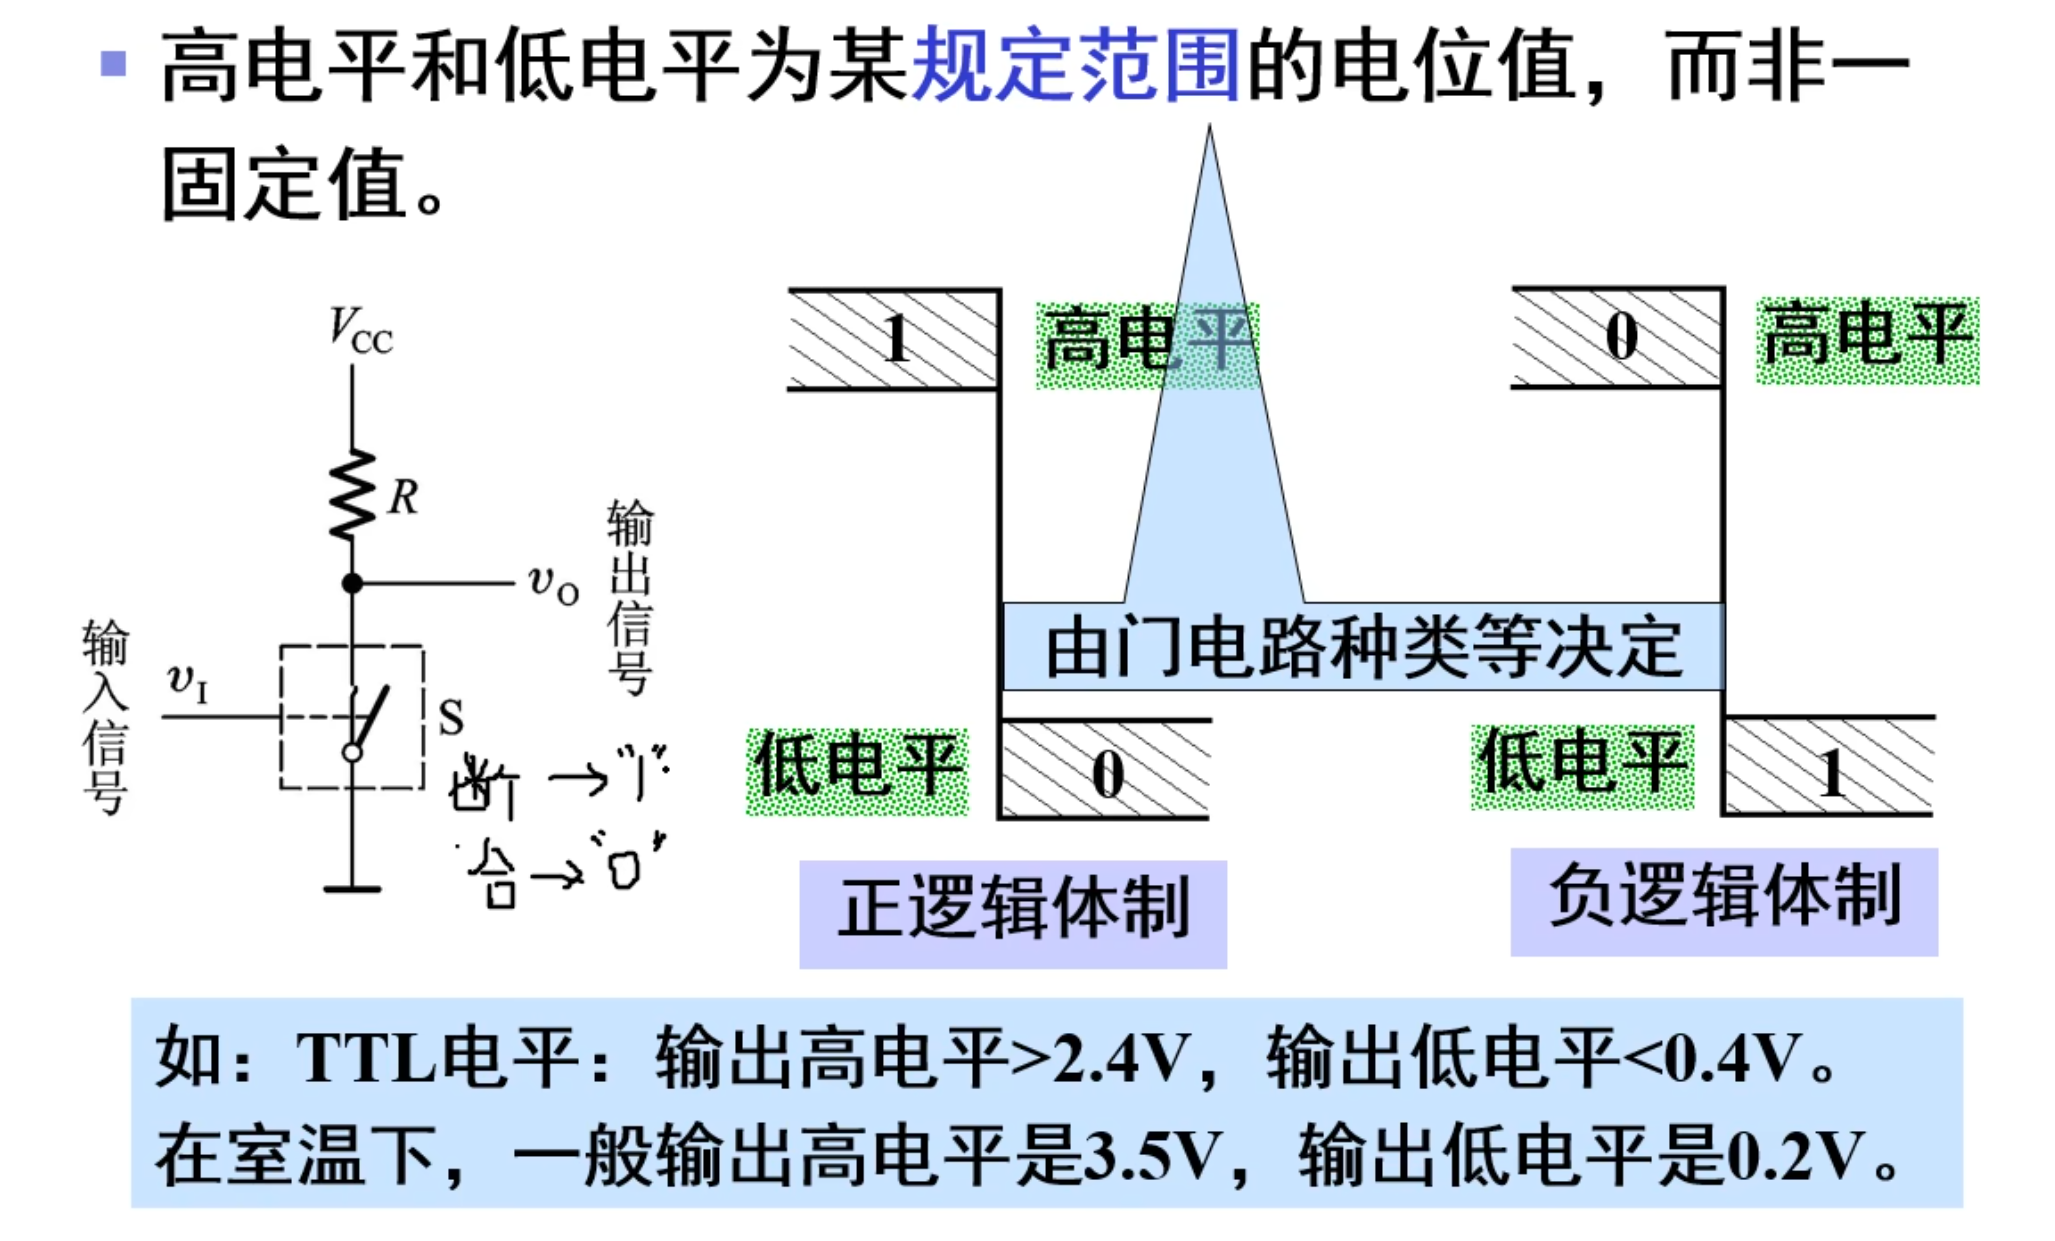 高电平和低电平为某规定范围的电位值，而非一
固定值。
VCC
R
υO
输出信号
输入信号
υI
S
断→"1"
合→"0"
1
高电平
低电平
0
正逻辑体制
由门电路种类等决定
0
高电平
低电平
1
负逻辑体制
如：TTL电平：输出高电平>2.4V，输出低电平<0.4V。
在室温下，一般输出高电平是3.5V，输出低电平是0.2V。